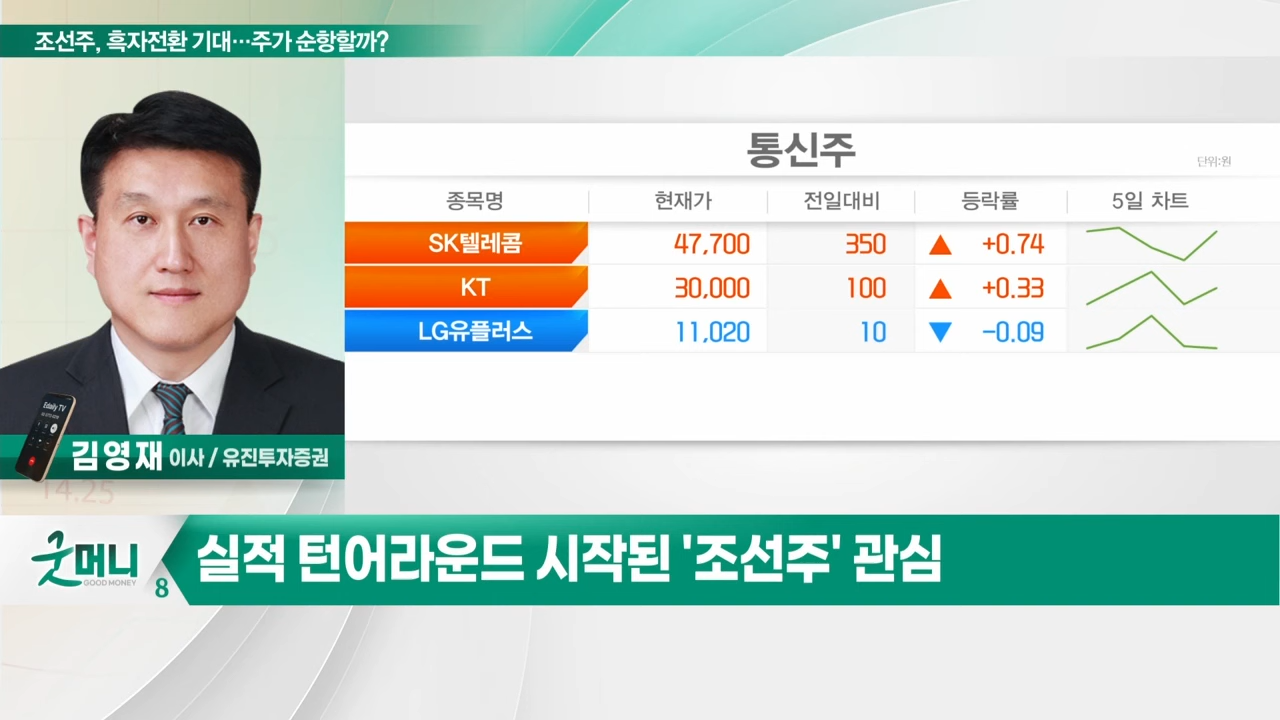 조선주, 흑자전환 기대…주가 순항할까?
통신주
단위:원
종목명 현재가 전일대비 등락률 5일 차트
SK텔레콤 47,700 350 ▲ +0.74
KT 30,000 100 ▲ +0.33
LG유플러스 11,020 10 ▼ -0.09
Edaily TV
김영재 이사 / 유진투자증권
14.25
굿머니
GOOD MONEY
8
실적 턴어라운드 시작된 '조선주' 관심